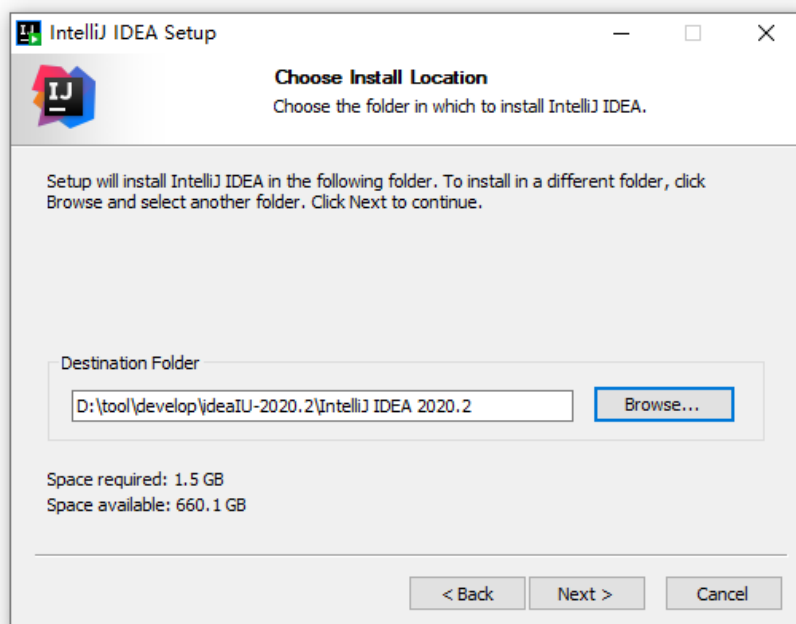 IJ IntelliJ IDEA Setup
IJ
Choose Install Location
Choose the folder in which to install IntelliJ IDEA.
Setup will install IntelliJ IDEA in the following folder. To install in a different folder, click
Browse and select another folder. Click Next to continue.
Destination Folder
D:\tool\develop\ideaIU-2020.2\IntelliJ IDEA 2020.2
Browse...
Space required: 1.5 GB
Space available: 660.1 GB
< Back
Next >
Cancel